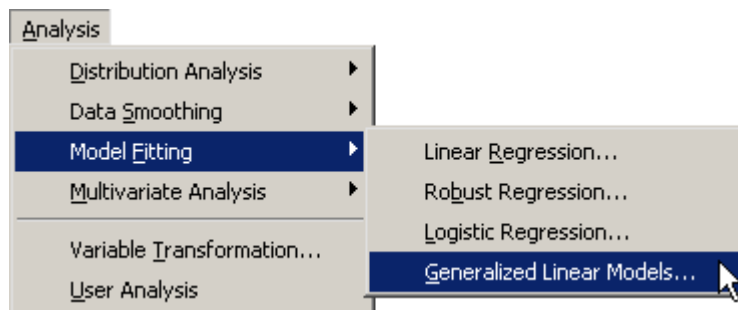 Analysis
Distribution Analysis
Data Smoothing
Model Fitting
Multivariate Analysis
Variable Transformation...
User Analysis
Linear Regression...
Robust Regression...
Logistic Regression...
Generalized Linear Models...